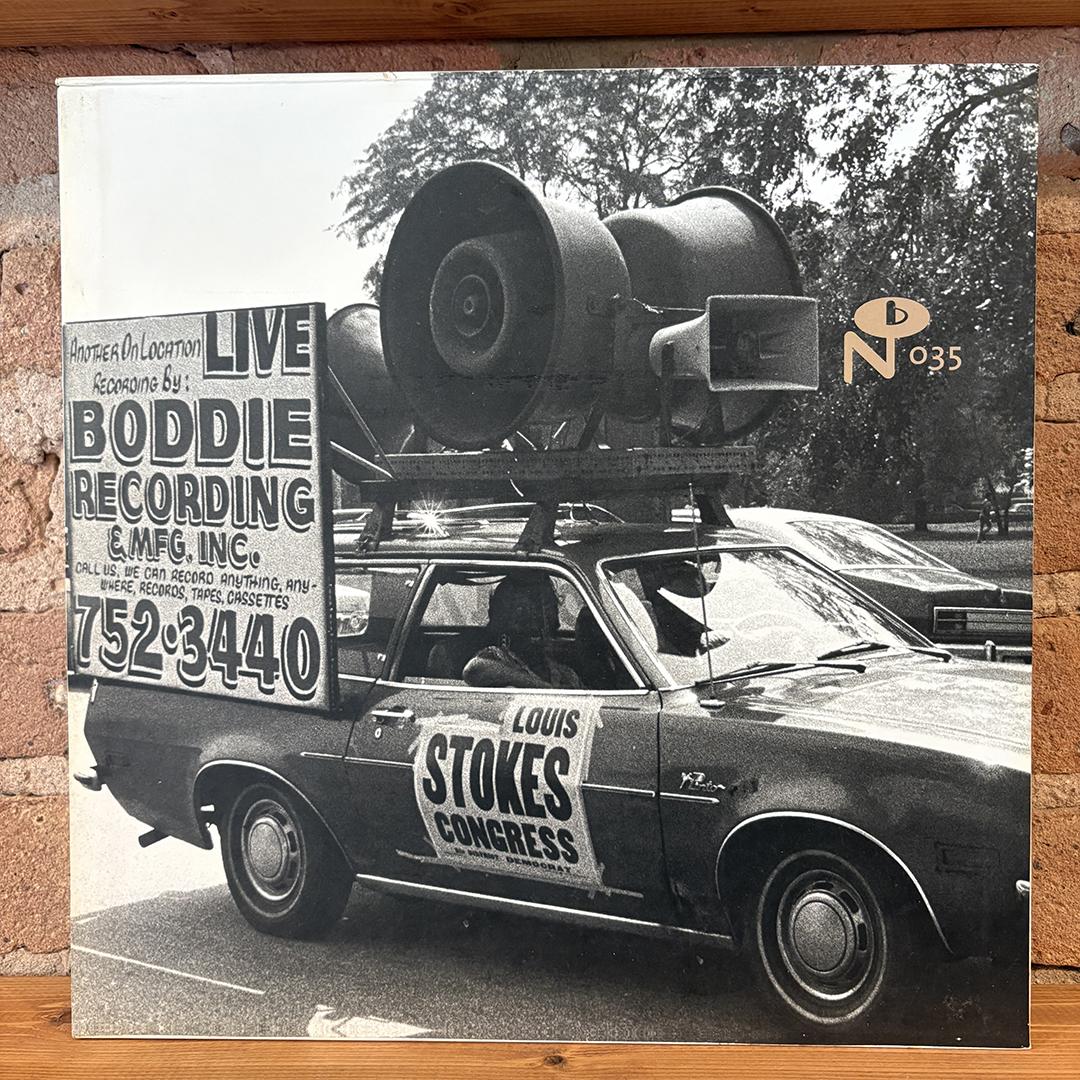 ANOTHER ON LOCATION LIVE
RECORDING BY:
BODDIE
RECORDING
& MFG. INC.
CALL US, WE CAN RECORD ANYTHING, ANY-
WHERE, RECORDS, TAPES, CASSETTES
752·3440
N 035
LOUIS
STOKES
CONGRESS
DEMOCRAT